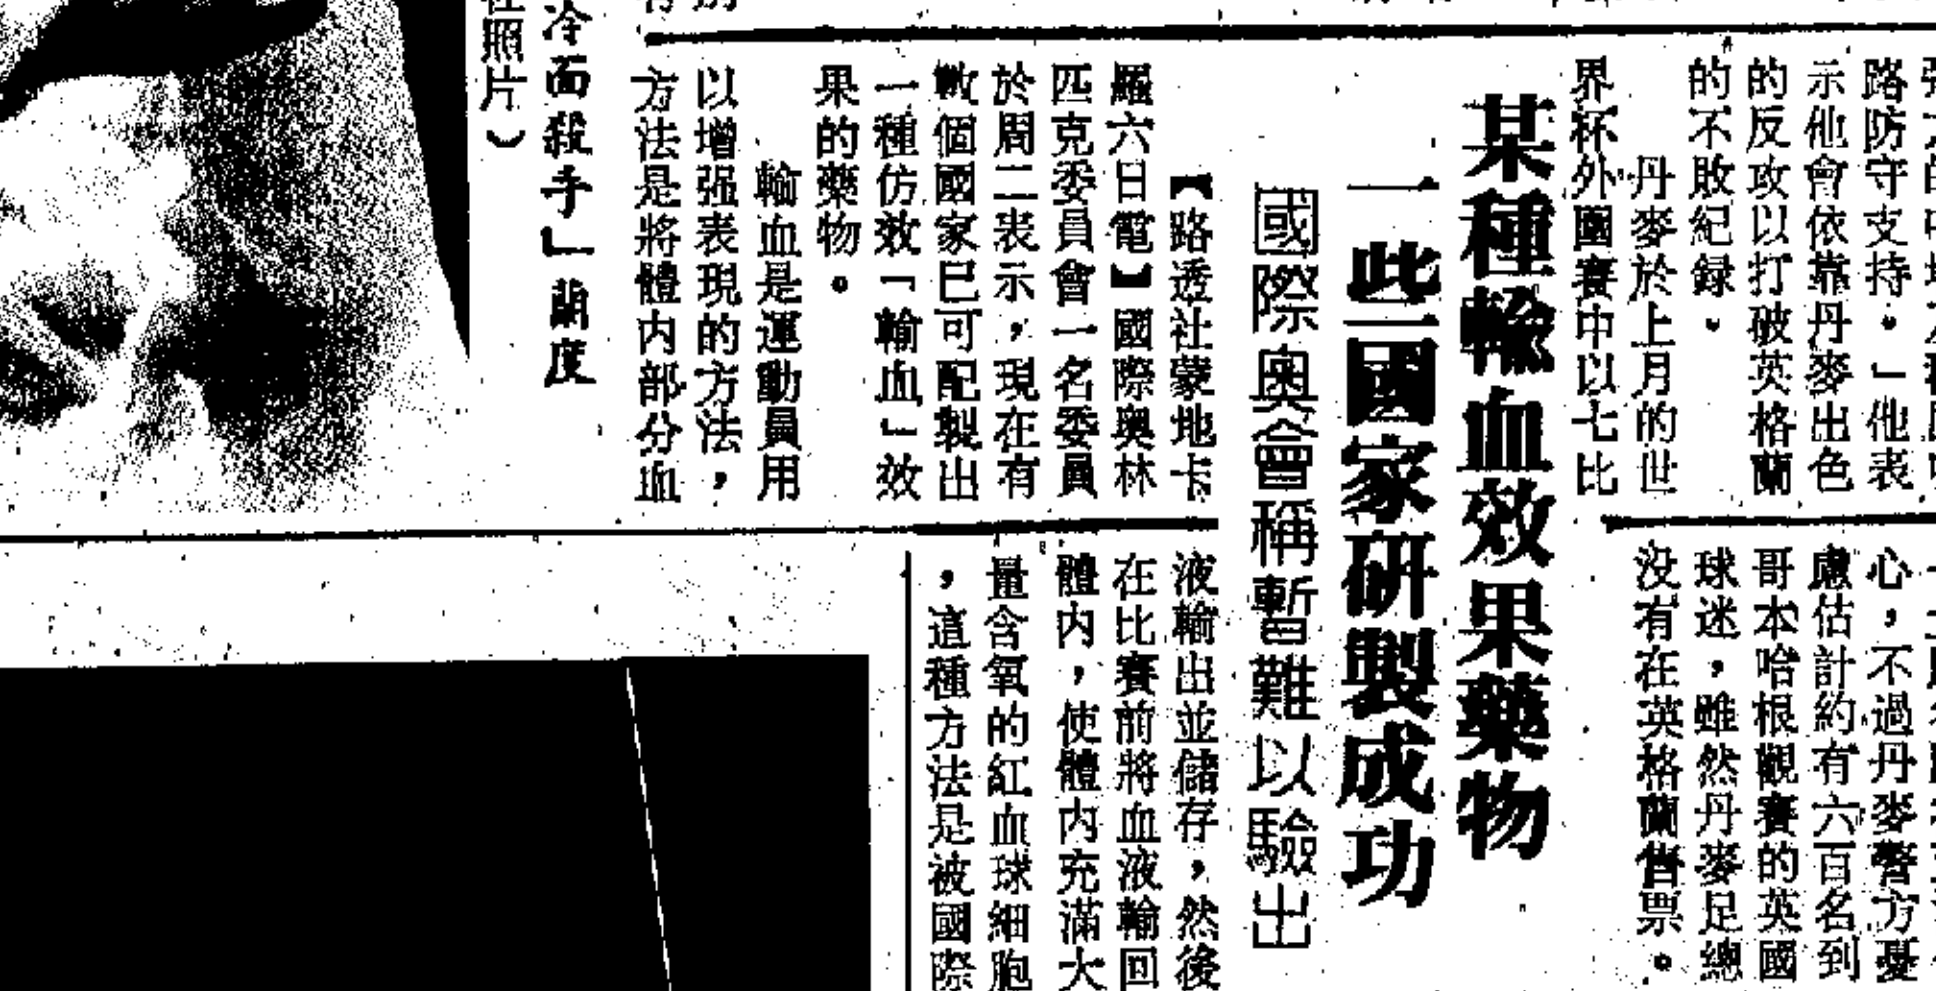 路防守支持。」他表
示他會依靠丹麥出色
的反攻以打破英格蘭
的不敗紀録。
丹麥於上月的世
界杯外圍賽中以七比
心，不過丹麥警方憂
慮估計約有六百名到
哥本哈根觀賽的英國
球迷，雖然丹麥足總
没有在英格蘭售票。
某種輸血效果藥物
一些國家研製成功
國際奧會稱暫難以驗出
【路透社蒙地卡
羅六日電】國際奧林
匹克委員會一名委員
於周二表示，現在有
數個國家已可配製出
一種仿效「輸血」效
果的藥物。
輸血是運動員用
以增强表現的方法，
方法是將體内部分血
液輸出並儲存，然後
在比賽前將血液輸回
體内，使體内充滿大
量含氧的紅血球細胞
，這種方法是被國際
冷面殺手」蘭度
照片）